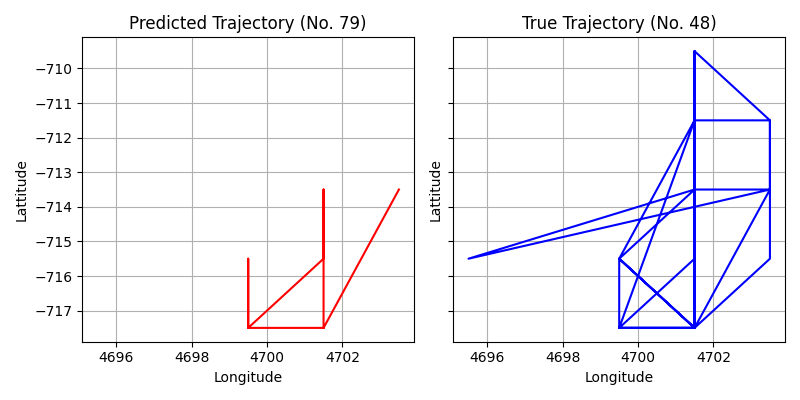 Predicted Trajectory (No. 79)
True Trajectory (No. 48)
Lattitude
−710
−711
−712
−713
−714
−715
−716
−717
4696
4698
4700
4702
Longitude
Lattitude
4696
4698
4700
4702
Longitude